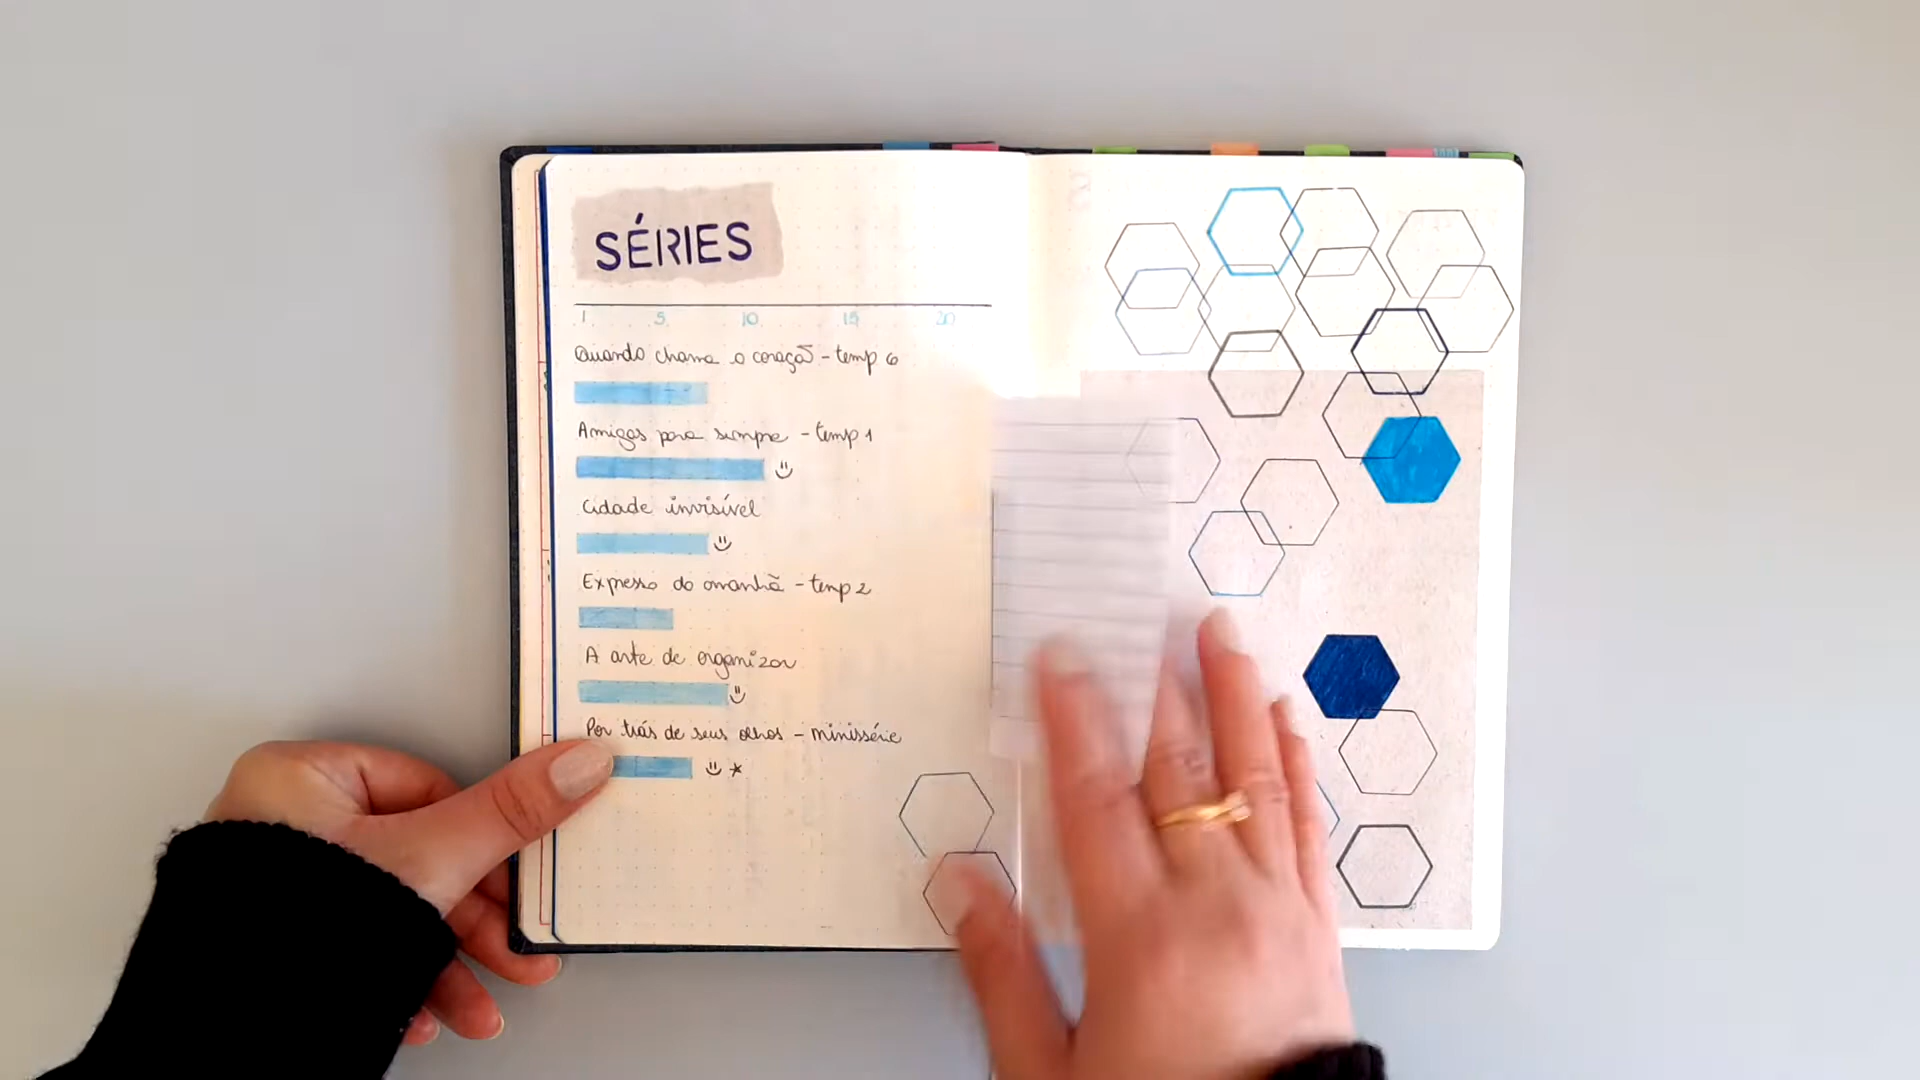 SÉRIES
1 5 10 15 20
Quando chama o coração - temp 6
Amigas para sempre - temp 1
Cidade invisível
Expresso do amanhã - temp 2
A arte de organizar
Por trás de seus olhos - minissérie